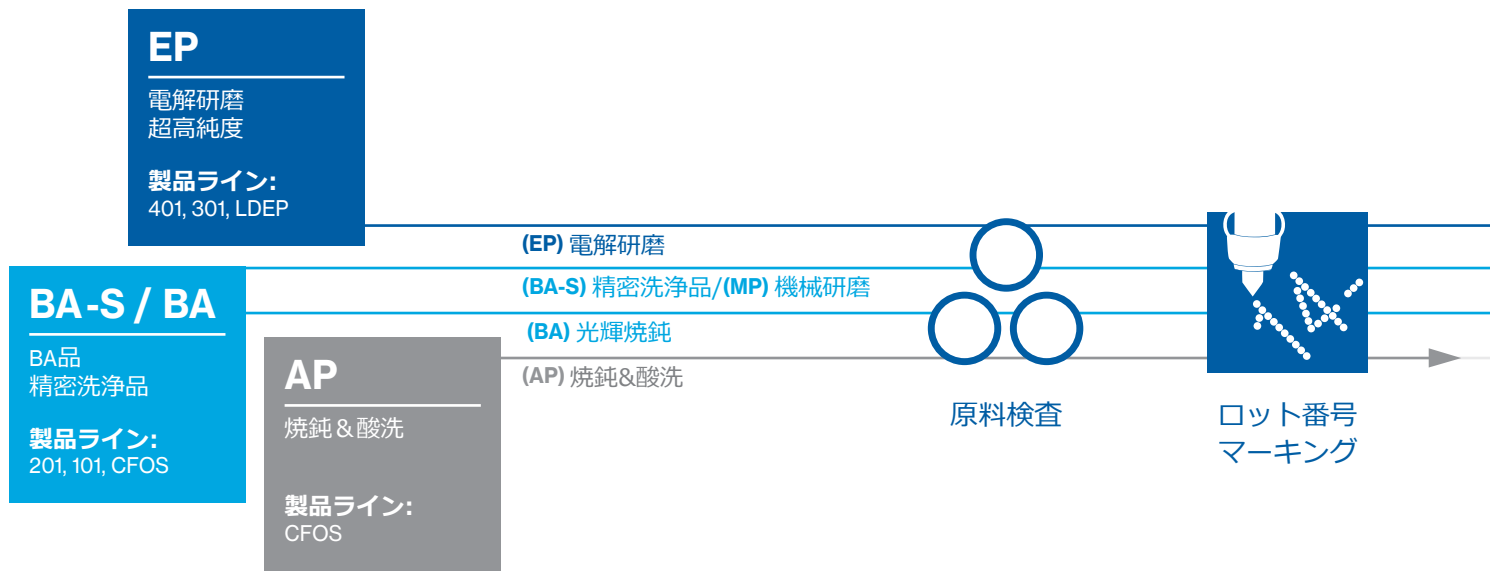 EP
電解研磨
超高純度
製品ライン:
401, 301, LDEP
BA-S / BA
BA品
精密洗浄品
製品ライン:
201, 101, CFOS
AP
焼鈍&酸洗
製品ライン:
CFOS
(EP) 電解研磨
(BA-S) 精密洗浄品/(MP) 機械研磨
(BA) 光輝焼鈍
(AP) 焼鈍&酸洗
原料検査
ロット番号
マーキング